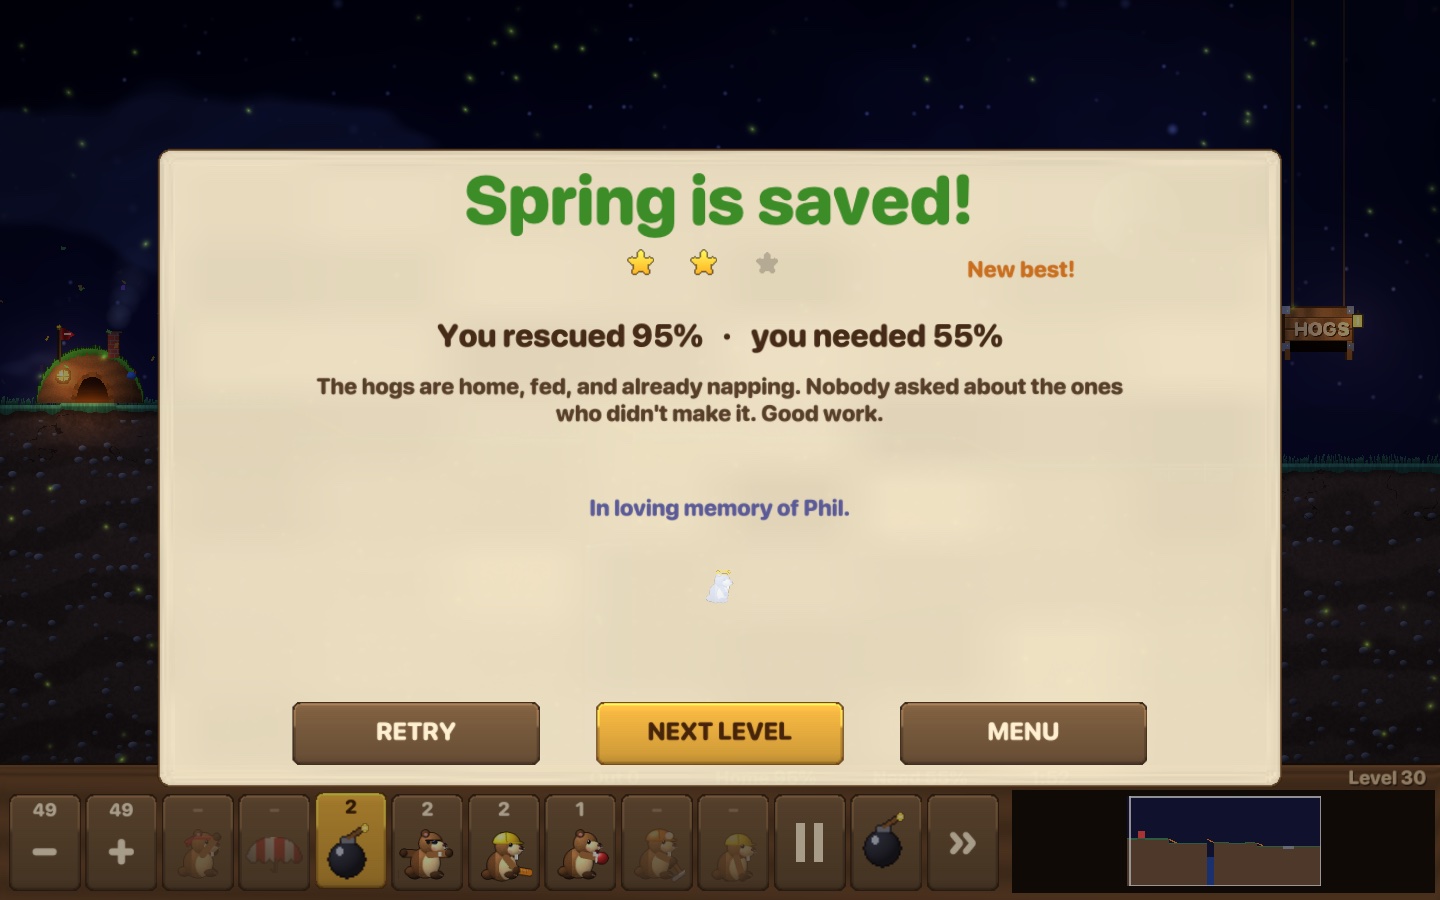 Spring is saved!
New best!
You rescued 95% · you needed 55%
HOGS
The hogs are home, fed, and already napping. Nobody asked about the ones
who didn't make it. Good work.
In loving memory of Phil.
RETRY
NEXT LEVEL
MENU
Level 30
49
49
-
-
2
2
2
1
-
-